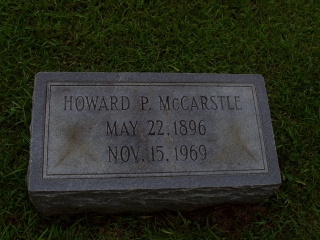 HOWARD P. McCARSTLE
MAY 22, 1896
NOV. 15, 1969